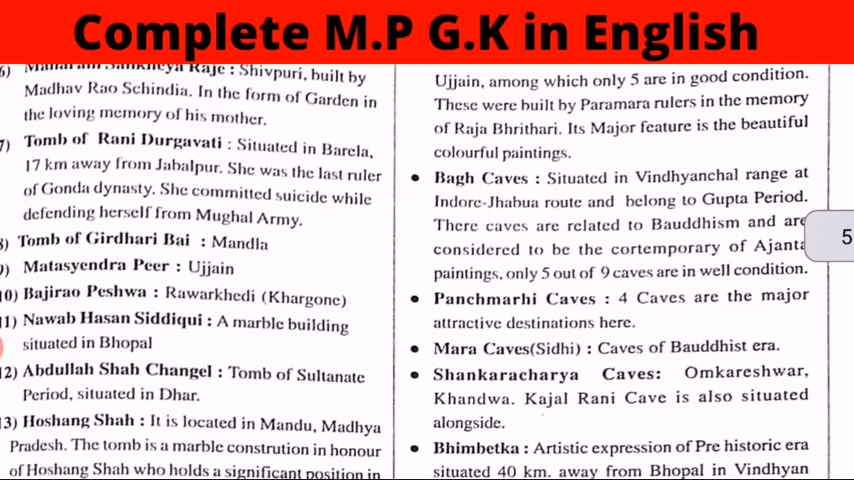 Complete M.P G.K in English
6) Maharani Sankheya Raje : Shivpuri, built by
Madhav Rao Schindia. In the form of Garden in
the loving memory of his mother.
7) Tomb of Rani Durgavati : Situated in Barela,
17 km away from Jabalpur. She was the last ruler
of Gonda dynasty. She committed suicide while
defending herself from Mughal Army.
8) Tomb of Girdhari Bai : Mandla
9) Matasyendra Peer : Ujjain
10) Bajirao Peshwa : Rawarkhedi (Khargone)
11) Nawab Hasan Siddiqui : A marble building
situated in Bhopal
12) Abdullah Shah Changel : Tomb of Sultanate
Period, situated in Dhar.
13) Hoshang Shah : It is located in Mandu, Madhya
Pradesh. The tomb is a marble constrution in honour
of Hoshang Shah who holds a significant position in
Ujjain, among which only 5 are in good condition.
These were built by Paramara rulers in the memory
of Raja Bhrithari. Its Major feature is the beautiful
colourful paintings.
• Bagh Caves : Situated in Vindhyanchal range at
Indore-Jhabua route and belong to Gupta Period.
There caves are related to Bauddhism and are
considered to be the cortemporary of Ajanta
paintings, only 5 out of 9 caves are in well condition.
• Panchmarhi Caves : 4 Caves are the major
attractive destinations here.
• Mara Caves(Sidhi) : Caves of Bauddhist era.
• Shankaracharya Caves: Omkareshwar,
Khandwa. Kajal Rani Cave is also situated
alongside.
• Bhimbetka : Artistic expression of Pre historic era
situated 40 km. away from Bhopal in Vindhyan
5